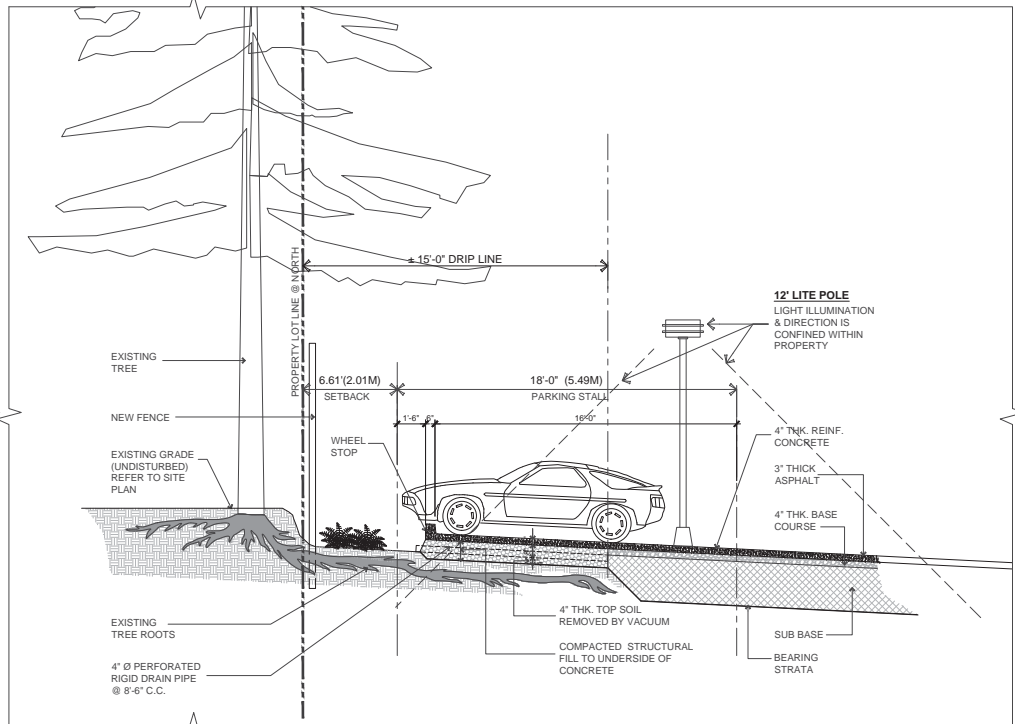 ± 15'-0" DRIP LINE
PROPERTY LOT LINE @ NORTH
12' LITE POLE
LIGHT ILLUMINATION
& DIRECTION IS
CONFINED WITHIN
PROPERTY
EXISTING
TREE
6.61'(2.01M)
SETBACK
18'-0" (5.49M)
PARKING STALL
NEW FENCE
1'-6"
6"
16'-0"
WHEEL
STOP
4" THK. REINF.
CONCRETE
EXISTING GRADE
(UNDISTURBED)
REFER TO SITE
PLAN
3" THICK
ASPHALT
4" THK. BASE
COURSE
EXISTING
TREE ROOTS
4" THK. TOP SOIL
REMOVED BY VACUUM
SUB BASE
COMPACTED STRUCTURAL
FILL TO UNDERSIDE OF
CONCRETE
BEARING
STRATA
4" Ø PERFORATED
RIGID DRAIN PIPE
@ 8'-6" C.C.